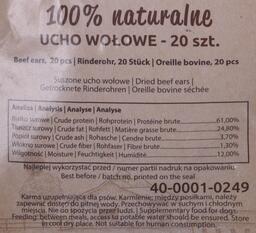 100% naturalne
UCHO WOŁOWE - 20 szt.
Beef ears, 20 pcs | Rinderohr, 20 Stück | Oreille bovine, 20 pcs
Suszone ucho wołowe | Dried beef ears |
Getrocknete Rinderohren | Oreille bovine séchée
Analiza | Analysis | Analyse | Analyse
Białko surowe | Crude protein | Rohprotein | Protéine brute 61,00%
Tłuszcz surowy | Crude fat | Rohfett | Matière grasse brute 24,80%
Popiół surowy | Crude ash | Rohasche | Cendre brute 3,70%
Włókno surowe | Crude fiber | Rohfaser | Fibre brute 1,30%
Wilgotność | Moisture | Feuchtigkeit | Humidité 12,00%
Najlepiej wykorzystać przed / numer partii nadruk na opakowaniu.
Best before / batch no. printed on the seal
40-0001-0249
Karma uzupełniająca dla psów. Karmienie: między posiłkami, należy
zapewnić dostęp do pitnej wody. Przechowywać w suchym i chłodnym
miejscu. Nie do spożycia przez ludzi. | Supplementary food for dogs.
Feeding: between meals, access to potable water should be ensured. Store
in cool dry place. Not suitable for human consumption.